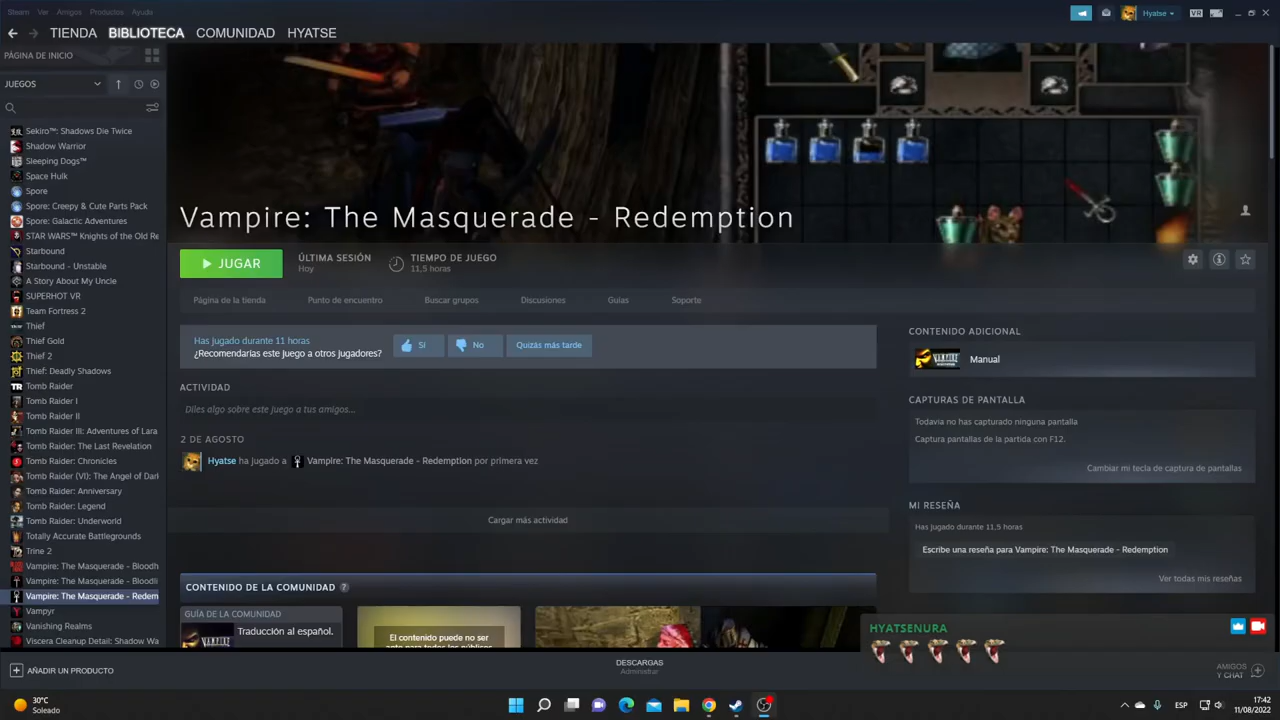 Steam Ver Amigos Productos Ayuda
Hyatse
VR
TIENDA BIBLIOTECA COMUNIDAD HYATSE
PÁGINA DE INICIO
JUEGOS
Sekiro™: Shadows Die Twice
Shadow Warrior
Sleeping Dogs™
Space Hulk
Spore
Spore: Creepy & Cute Parts Pack
Spore: Galactic Adventures
STAR WARS™ Knights of the Old Re
Starbound
Starbound - Unstable
A Story About My Uncle
SUPERHOT VR
Team Fortress 2
Thief
Thief Gold
Thief 2
Thief: Deadly Shadows
Tomb Raider
Tomb Raider I
Tomb Raider II
Tomb Raider III: Adventures of Lara
Tomb Raider: The Last Revelation
Tomb Raider: Chronicles
Tomb Raider (VI): The Angel of Dark
Tomb Raider: Anniversary
Tomb Raider: Legend
Tomb Raider: Underworld
Totally Accurate Battlegrounds
Trine 2
Vampire: The Masquerade - Bloodh
Vampire: The Masquerade - Bloodli
Vampire: The Masquerade - Redem
Vampyr
Vanishing Realms
Viscera Cleanup Detail: Shadow Wa
AÑADIR UN PRODUCTO
Vampire: The Masquerade - Redemption
JUGAR
ÚLTIMA SESIÓN
Hoy
TIEMPO DE JUEGO
11,5 horas
Página de la tienda Punto de encuentro Buscar grupos Discusiones Guías Soporte
Has jugado durante 11 horas
¿Recomendarías este juego a otros jugadores?
Sí No Quizás más tarde
ACTIVIDAD
Diles algo sobre este juego a tus amigos...
2 DE AGOSTO
Hyatse ha jugado a Vampire: The Masquerade - Redemption por primera vez
Cargar más actividad
CONTENIDO DE LA COMUNIDAD ?
GUÍA DE LA COMUNIDAD
Traducción al español.
VAMPIRE
El contenido puede no ser
apto para todos los públicos
CONTENIDO ADICIONAL
VAMPIRE
Manual
CAPTURAS DE PANTALLA
Todavía no has capturado ninguna pantalla
Captura pantallas de la partida con F12.
Cambiar mi tecla de captura de pantallas
MI RESEÑA
Has jugado durante 11,5 horas
Escribe una reseña para Vampire: The Masquerade - Redemption
Ver todas mis reseñas
HYATSENURA
DESCARGAS
Administrar
AMIGOS
Y CHAT
30°C
Soleado
ESP
17:42
11/08/2022